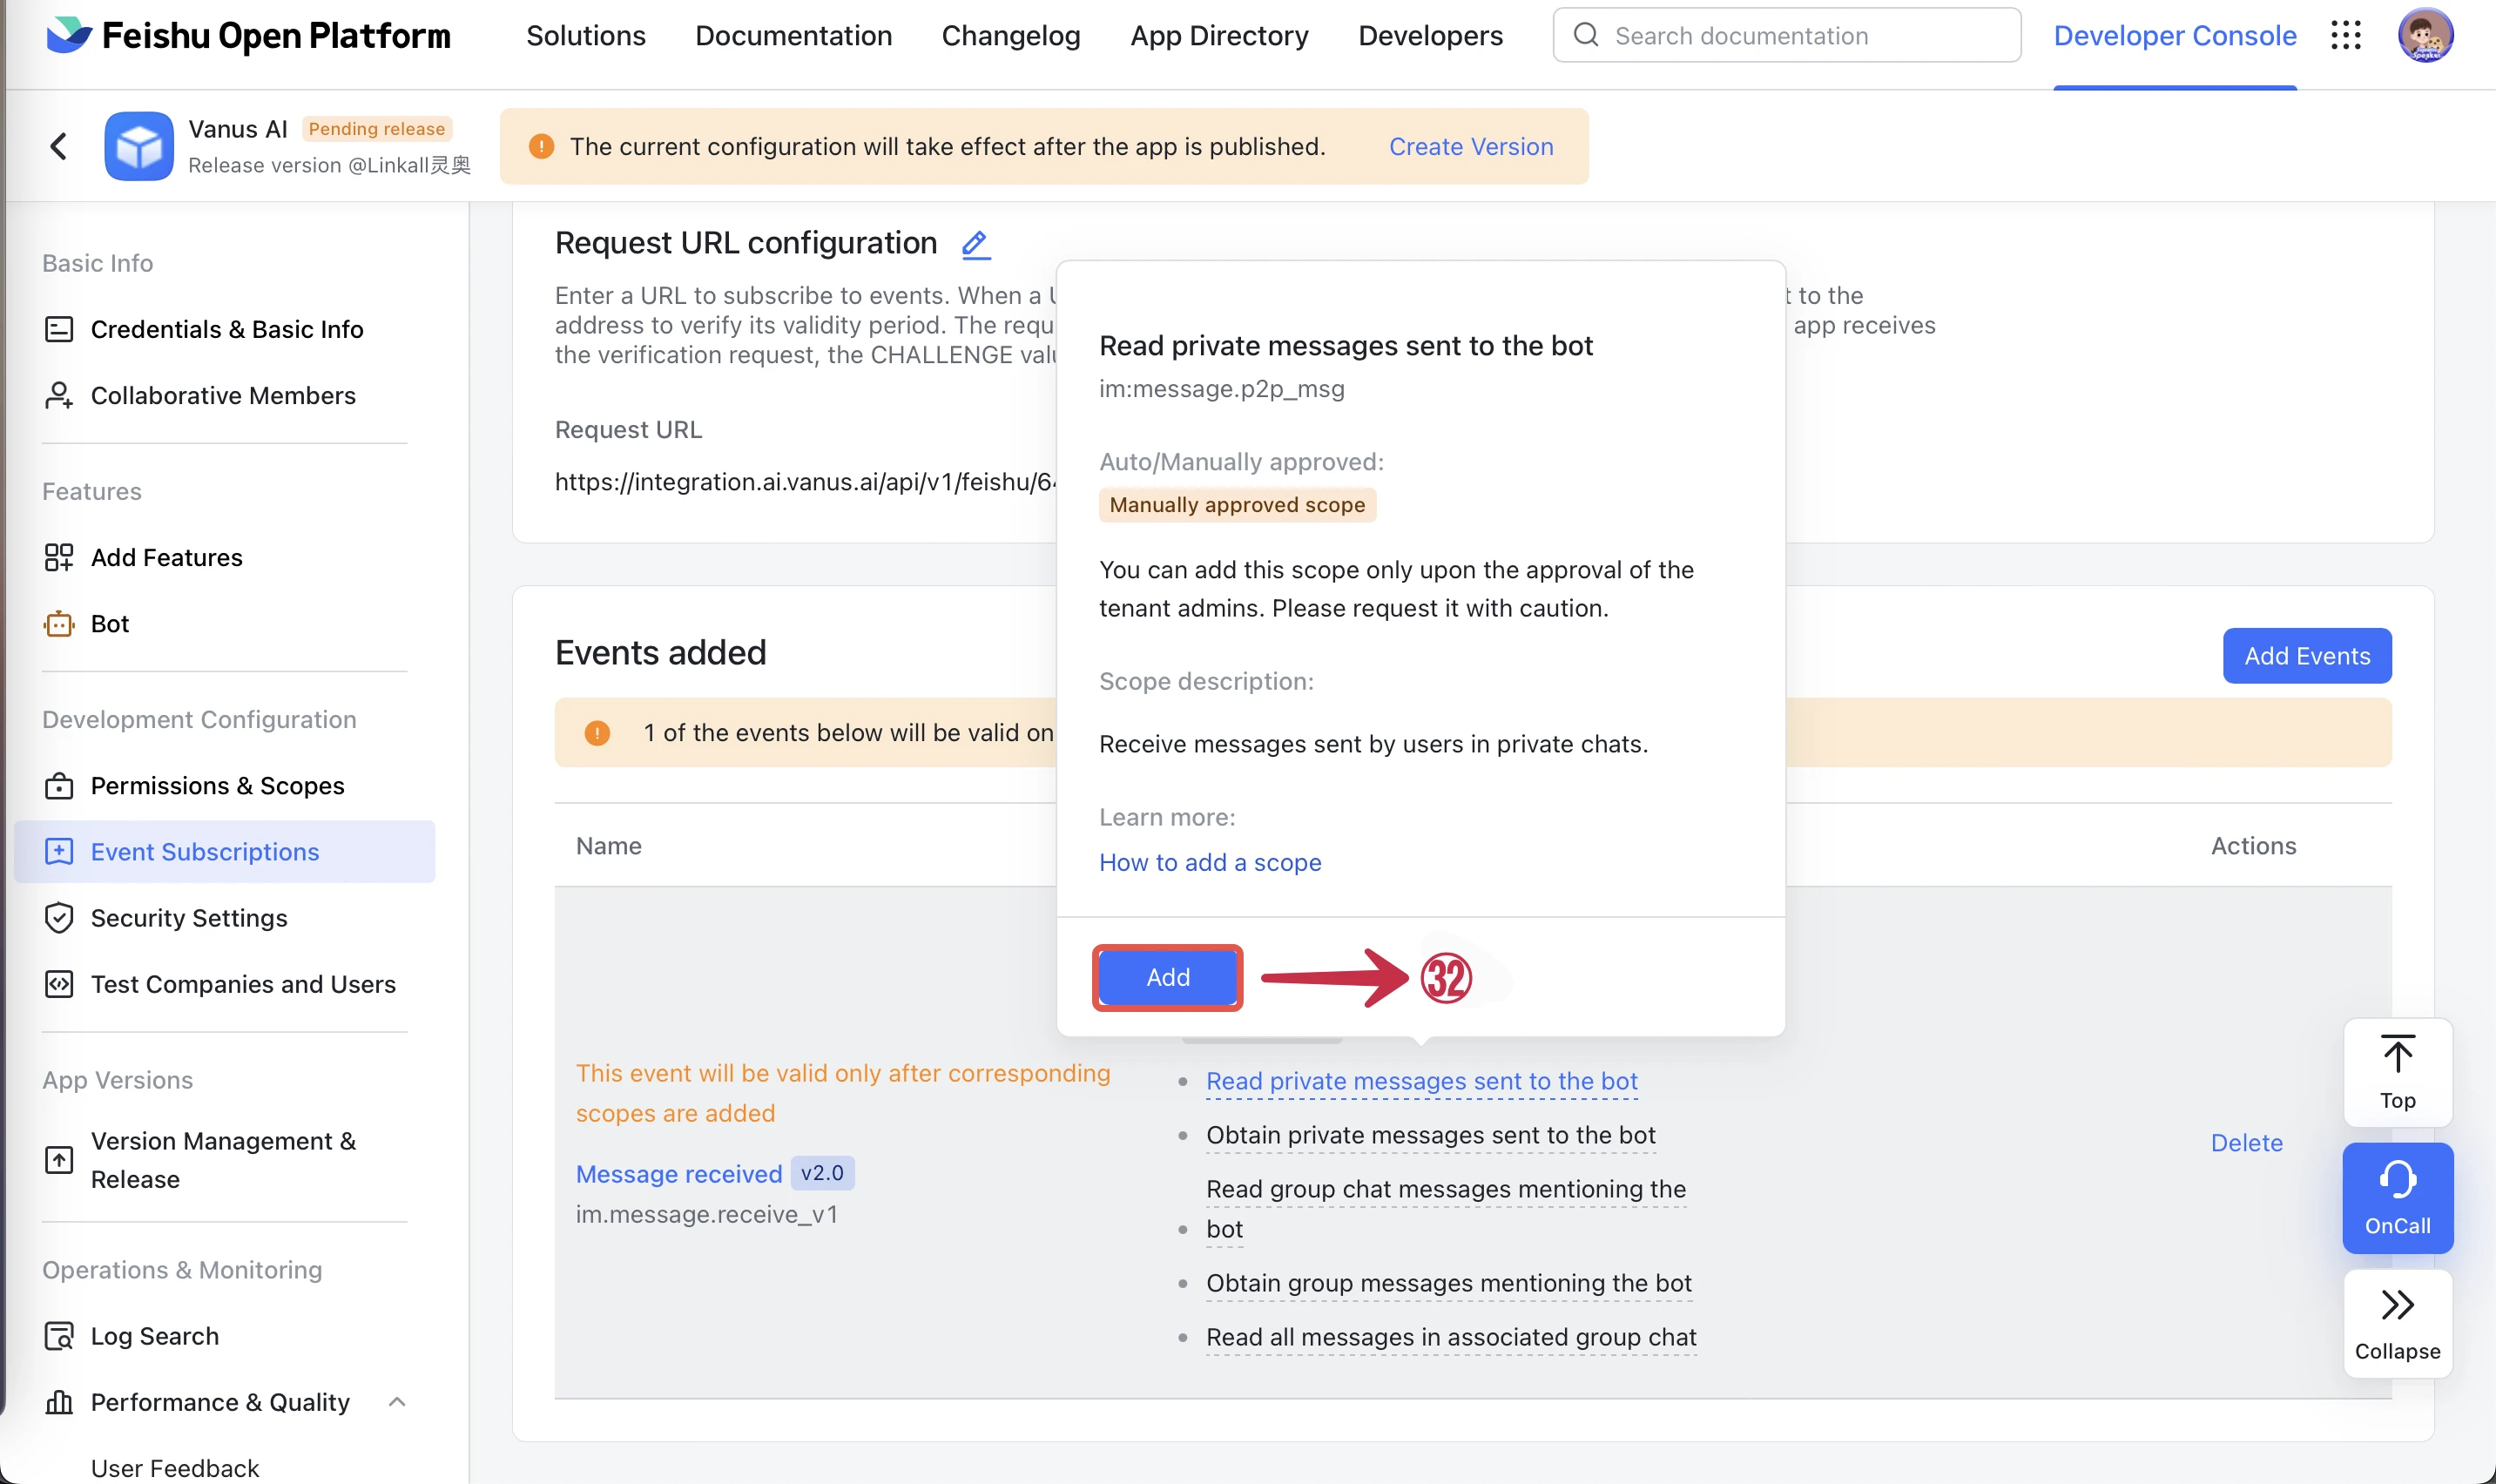 Feishu Open Platform
Solutions
Documentation
Changelog
App Directory
Developers
Search documentation
Developer Console
Vanus AI
Pending release
Release version @Linkall灵奥
The current configuration will take effect after the app is published.
Create Version
Basic Info
Credentials & Basic Info
Collaborative Members
Features
Add Features
Bot
Development Configuration
Permissions & Scopes
Event Subscriptions
Security Settings
Test Companies and Users
App Versions
Version Management &
Release
Operations & Monitoring
Log Search
Performance & Quality
User Feedback
Request URL configuration
Enter a URL to subscribe to events. When a
t to the
address to verify its validity period. The requ
app receives
the verification request, the CHALLENGE valu
Request URL
https://integration.ai.vanus.ai/api/v1/feishu/64
Read private messages sent to the bot
im:message.p2p_msg
Auto/Manually approved:
Manually approved scope
You can add this scope only upon the approval of the
tenant admins. Please request it with caution.
Scope description:
Receive messages sent by users in private chats.
Learn more:
How to add a scope
Add
32
Events added
Add Events
1 of the events below will be valid on
Name
Actions
This event will be valid only after corresponding
scopes are added
Message received v2.0
im.message.receive_v1
Read private messages sent to the bot
Obtain private messages sent to the bot
Read group chat messages mentioning the
bot
Obtain group messages mentioning the bot
Read all messages in associated group chat
Delete
Top
OnCall
Collapse